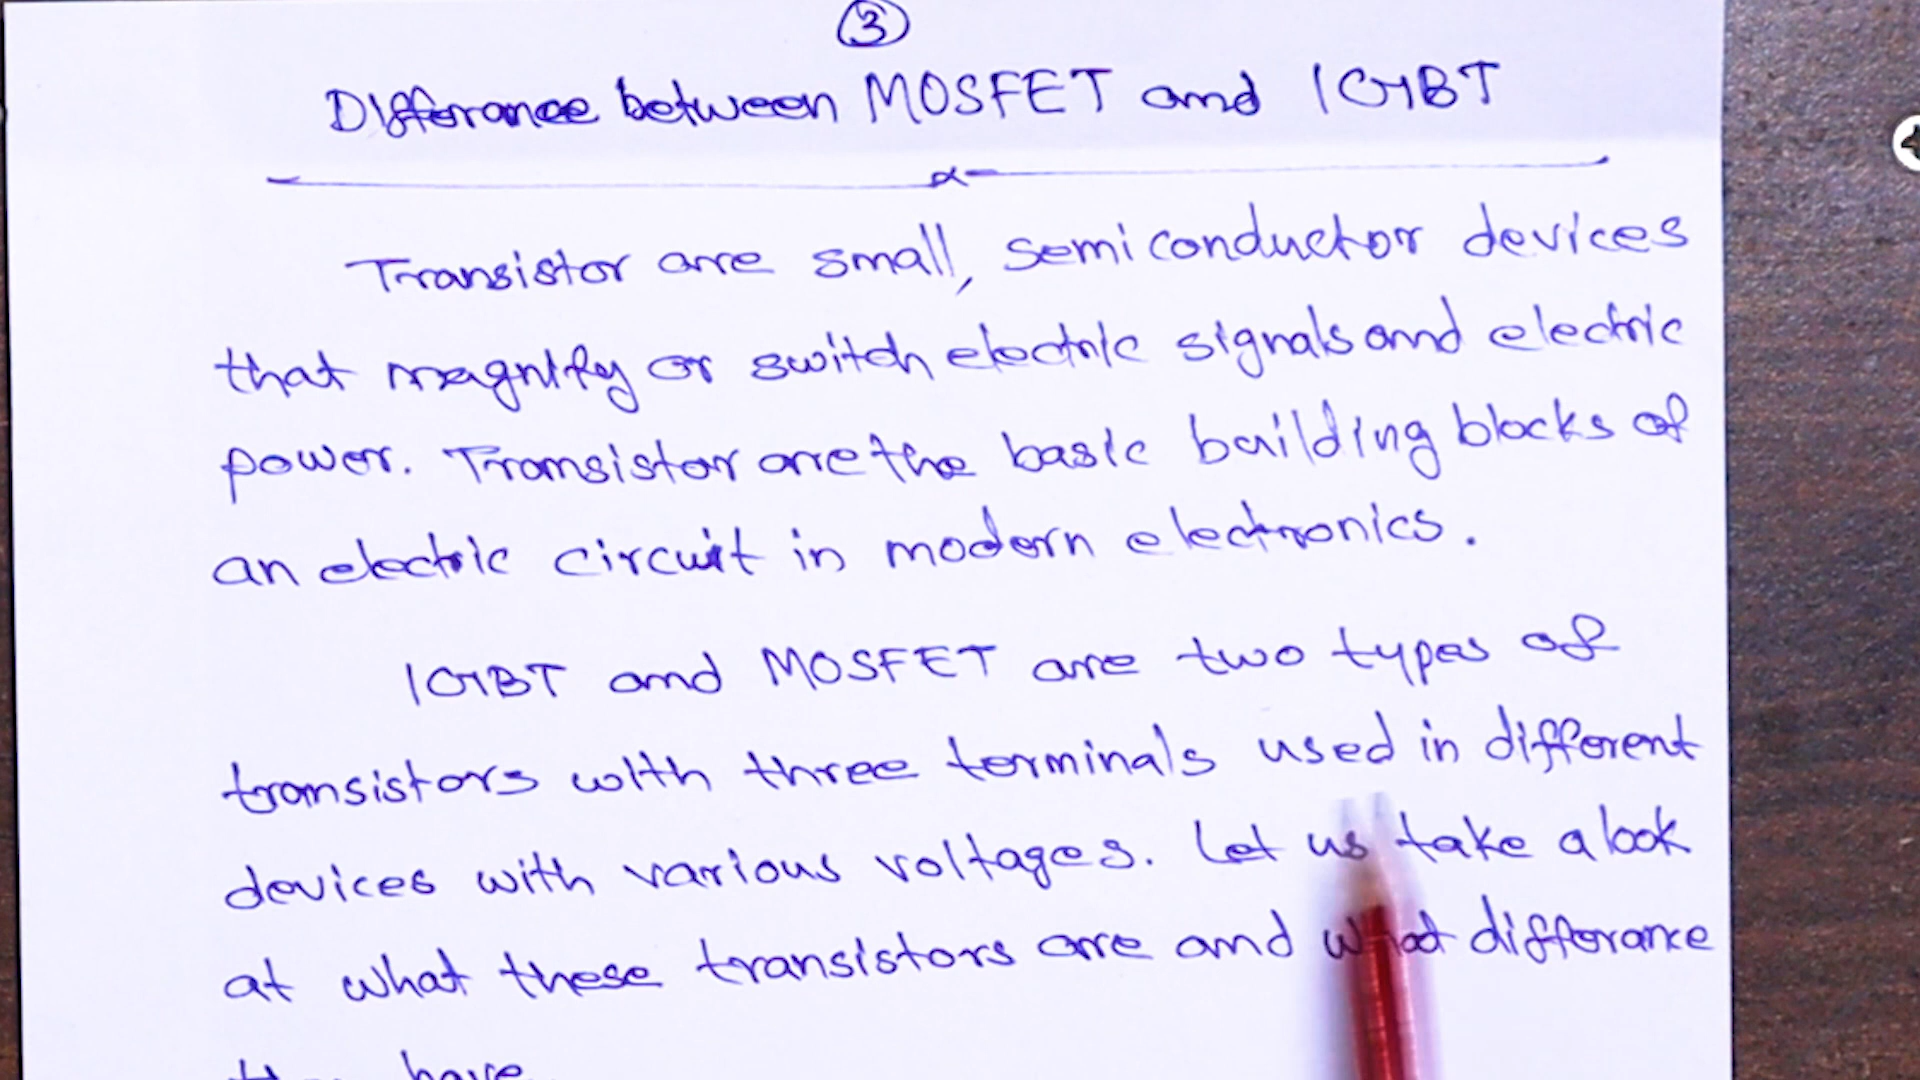 3
Differance between MOSFET and IGBT
Transistor are small, semiconductor devices
that magnify or switch electric signals and electric
power. Transistor are the basic building blocks of
an electric circuit in modern electronics.
IGBT and MOSFET are two types of
transistors with three terminals used in different
devices with various voltages. Let us take a look
at what these transistors are and what differance
have